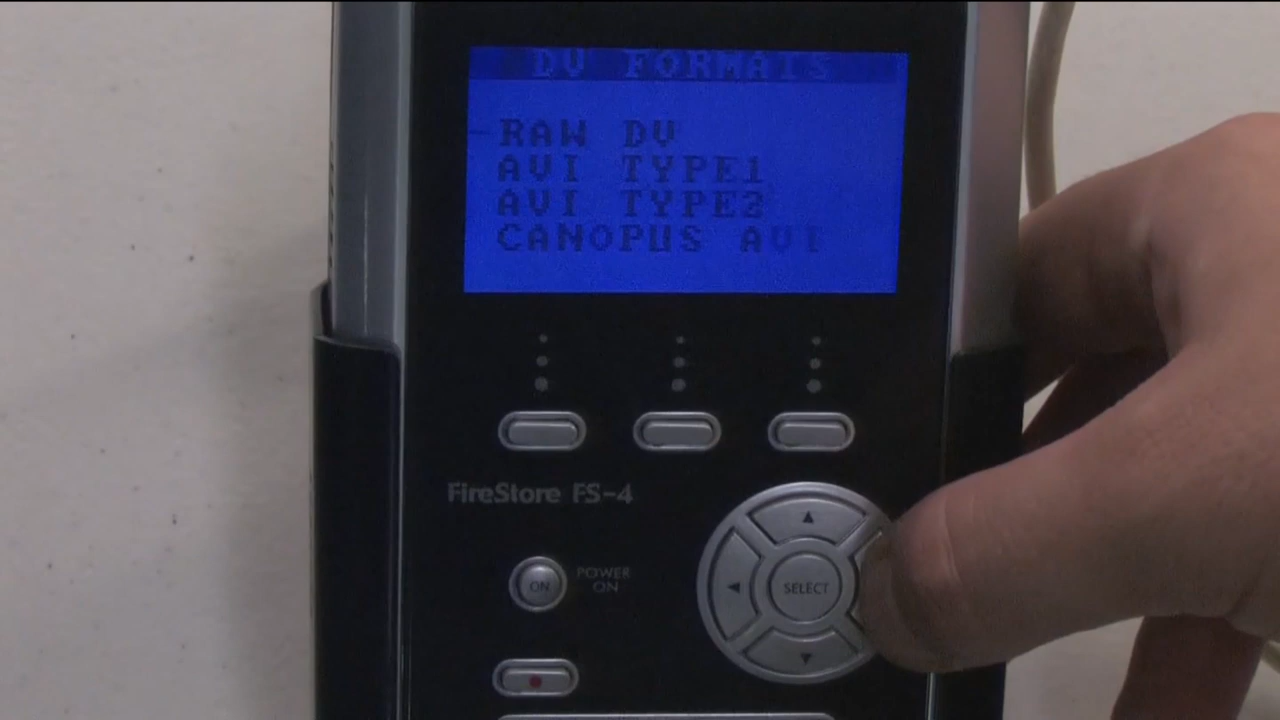 DV FORMATS
RAW DV
AVI TYPE1
AVI TYPE2
CANOPUS AVI
FireStore FS-4
ON
POWER
ON
SELECT